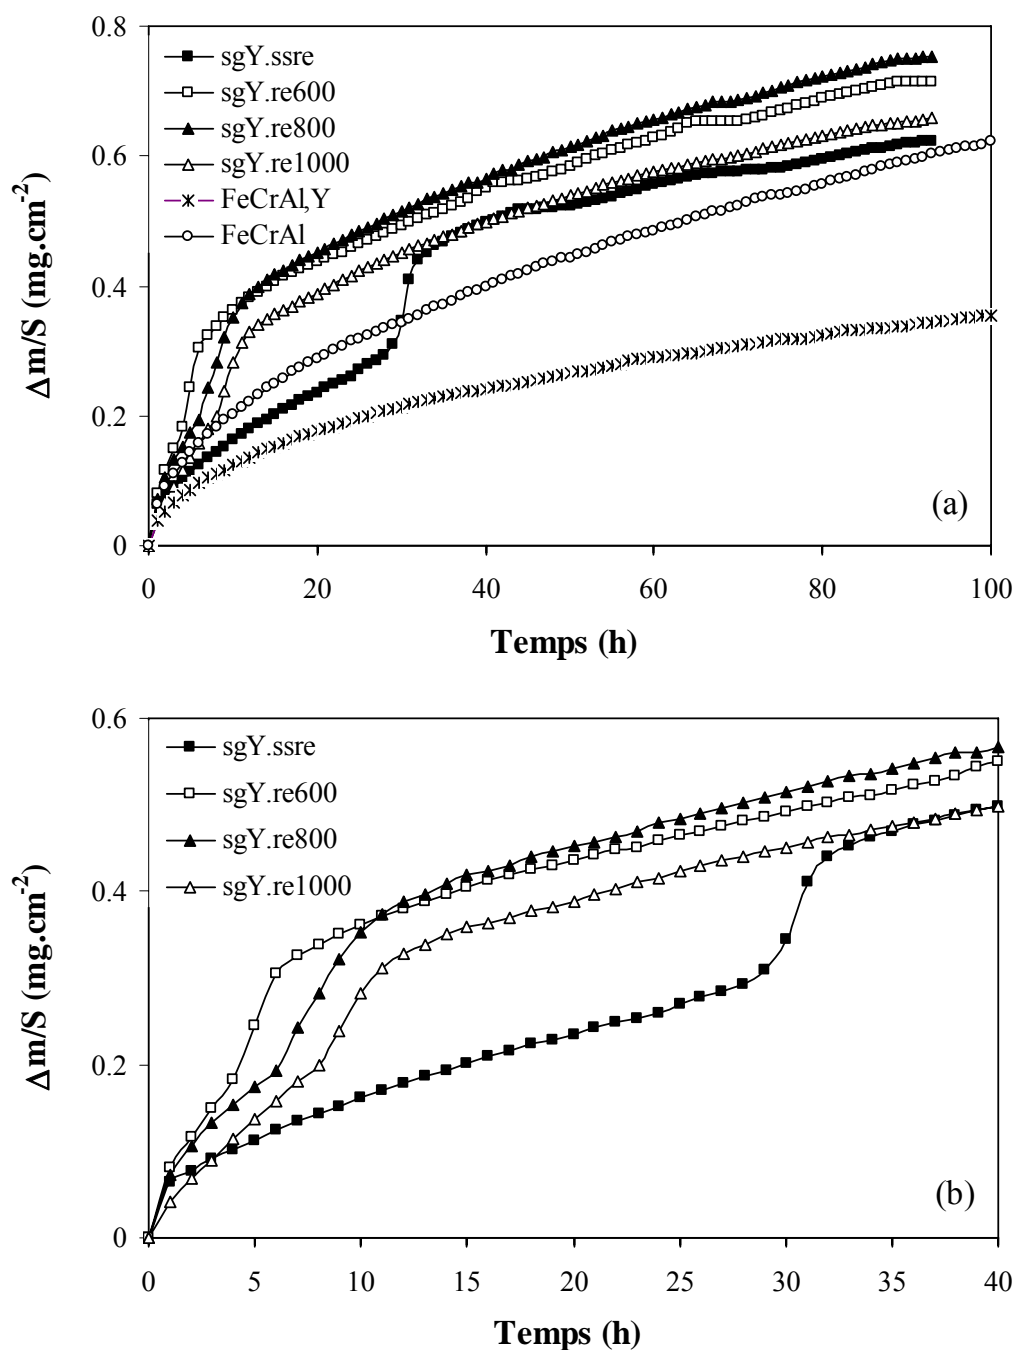 0.8
sgY.ssre
sgY.re600
sgY.re800
sgY.re1000
FeCrAl,Y
FeCrAl
0.6
0.4
0.2
0
Δm/S (mg.cm-2)
(a)
0 20 40 60 80 100
Temps (h)
0.6
sgY.ssre
sgY.re600
sgY.re800
sgY.re1000
0.4
0.2
0
Δm/S (mg.cm-2)
(b)
0 5 10 15 20 25 30 35 40
Temps (h)